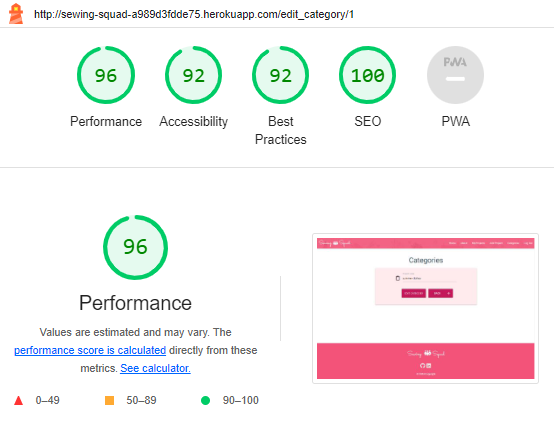 http://sewing-squad-a989d3fdde75.herokuapp.com/edit_category/1
96 92 92 100 PWA
Performance Accessibility Best Practices SEO PWA
96
Performance
Values are estimated and may vary. The
performance score is calculated directly from these
metrics. See calculator.
0–49 50–89 90–100
Sewing Squad
Categories
Sewing Squad